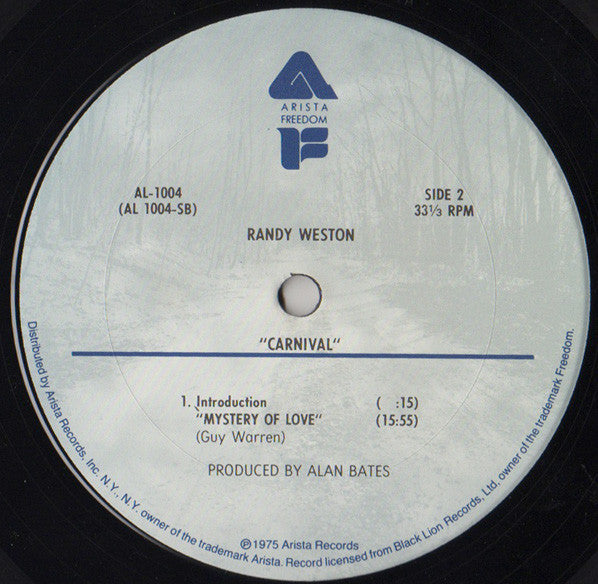 ARISTA
FREEDOM
AL-1004
(AL 1004-SB)
SIDE 2
33⅓ RPM
RANDY WESTON
"CARNIVAL"
1. Introduction ( :15)
"MYSTERY OF LOVE" (15:55)
(Guy Warren)
PRODUCED BY ALAN BATES
℗1975 Arista Records
Distributed by Arista Records, Inc. N.Y., N.Y. owner of the trademark Arista. Record licensed from Black Lion Records, Ltd. owner of the trademark Freedom.